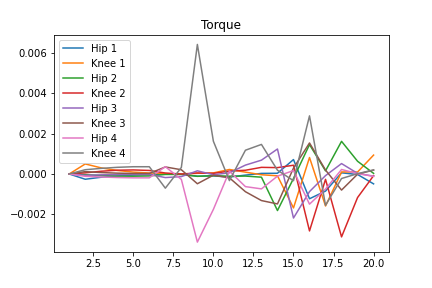 Torque
Hip 1
Knee 1
Hip 2
Knee 2
Hip 3
Knee 3
Hip 4
Knee 4
0.006
0.004
0.002
0.000
−0.002
2.5 5.0 7.5 10.0 12.5 15.0 17.5 20.0